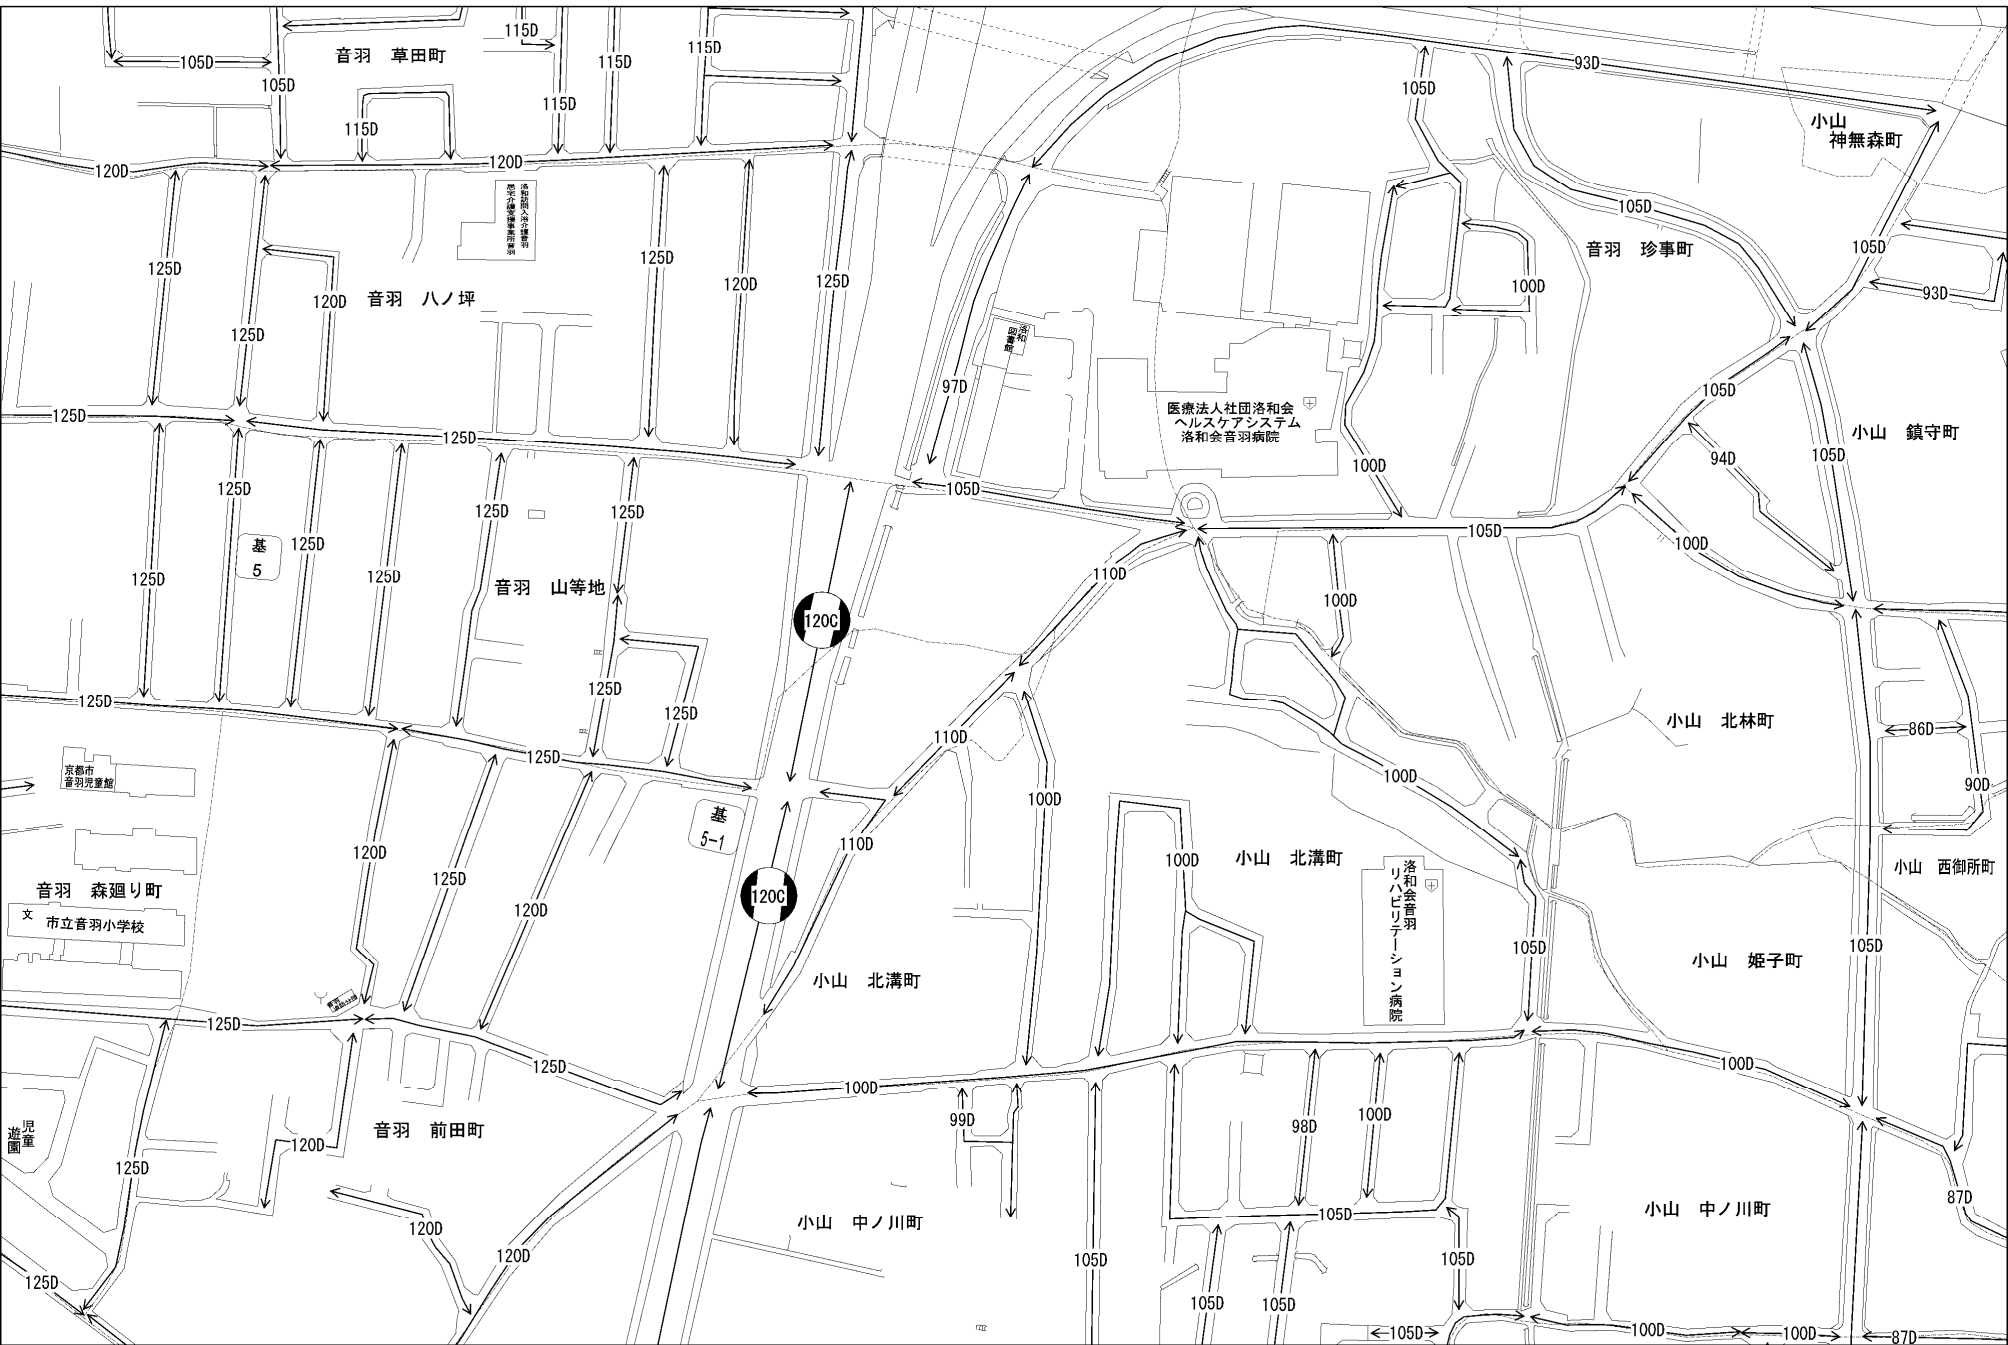 115D
93D
音羽　草田町
115D
115D
105D
105D
105D
115D
小山
神無森町
115D
120D
120D
洛和訪問入浴介護音羽
居宅介護支援事業所音羽
105D
125D
125D
120D
125D
105D
音羽　珍事町
120D
音羽　八ノ坪
100D
93D
125D
洛和
図書館
97D
105D
医療法人社団洛和会
ヘルスケアシステム
洛和会音羽病院
125D
125D
小山　鎮守町
105D
94D
100D
125D
105D
125D
125D
105D
125D
100D
基
5
110D
125D
125D
音羽　山等地
100D
120C
125D
125D
125D
小山　北林町
86D
110D
125D
京都市
音羽児童館
100D
90D
100D
基
5-1
110D
120D
100D
小山　北溝町
小山　西御所町
125D
音羽　森廻り町
120C
洛和会音羽
リハビリテーション病院
120D
文
市立音羽小学校
105D
105D
小山　姫子町
小山　北溝町
125D
125D
100D
100D
99D
98D
100D
音羽　前田町
児童
遊園
120D
125D
87D
小山　中ノ川町
小山　中ノ川町
105D
120D
120D
105D
105D
125D
105D
105D
105D
100D
100D
87D